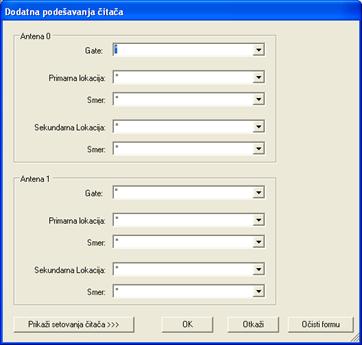 Dodatna podešavanja čitača
Antena 0
Gate: *
Primarna lokacija: *
Smer: *
Sekundarna Lokacija: *
Smer: *
Antena 1
Gate: *
Primarna lokacija: *
Smer: *
Sekundarna Lokacija: *
Smer: *
Prikaži setovanja čitača >>> OK Otkaži Očisti formu